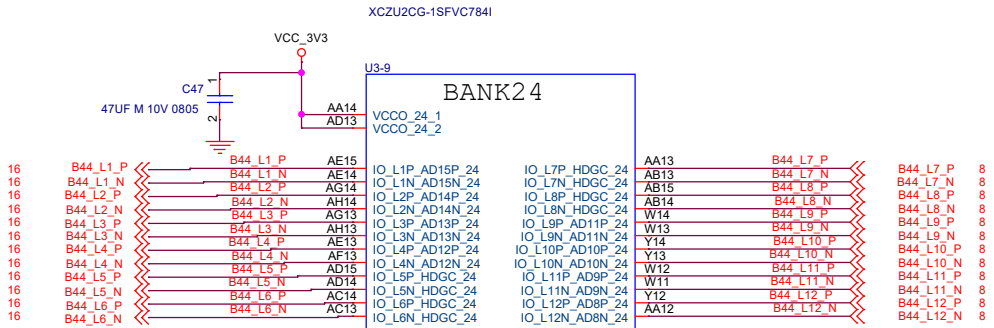 XCZU2CG-1SFVC784I
VCC_3V3
U3-9
BANK24
C47
1
2
47UF M 10V 0805
AA14 VCCO_24_1
AD13 VCCO_24_2
16 B44_L1_P B44_L1_P AE15 IO_L1P_AD15P_24 IO_L7P_HDGC_24 AA13 B44_L7_P B44_L7_P 8
16 B44_L1_N B44_L1_N AE14 IO_L1N_AD15N_24 IO_L7N_HDGC_24 AB13 B44_L7_N B44_L7_N 8
16 B44_L2_P B44_L2_P AG14 IO_L2P_AD14P_24 IO_L8P_HDGC_24 AB15 B44_L8_P B44_L8_P 8
16 B44_L2_N B44_L2_N AH14 IO_L2N_AD14N_24 IO_L8N_HDGC_24 AB14 B44_L8_N B44_L8_N 8
16 B44_L3_P B44_L3_P AG13 IO_L3P_AD13P_24 IO_L9P_AD11P_24 W14 B44_L9_P B44_L9_P 8
16 B44_L3_N B44_L3_N AH13 IO_L3N_AD13N_24 IO_L9N_AD11N_24 W13 B44_L9_N B44_L9_N 8
16 B44_L4_P B44_L4_P AE13 IO_L4P_AD12P_24 IO_L10P_AD10P_24 Y14 B44_L10_P B44_L10_P 8
16 B44_L4_N B44_L4_N AF13 IO_L4N_AD12N_24 IO_L10N_AD10N_24 Y13 B44_L10_N B44_L10_N 8
16 B44_L5_P B44_L5_P AD15 IO_L5P_HDGC_24 IO_L11P_AD9P_24 W12 B44_L11_P B44_L11_P 8
16 B44_L5_N B44_L5_N AD14 IO_L5N_HDGC_24 IO_L11N_AD9N_24 W11 B44_L11_N B44_L11_N 8
16 B44_L6_P B44_L6_P AC14 IO_L6P_HDGC_24 IO_L12P_AD8P_24 Y12 B44_L12_P B44_L12_P 8
16 B44_L6_N B44_L6_N AC13 IO_L6N_HDGC_24 IO_L12N_AD8N_24 AA12 B44_L12_N B44_L12_N 8